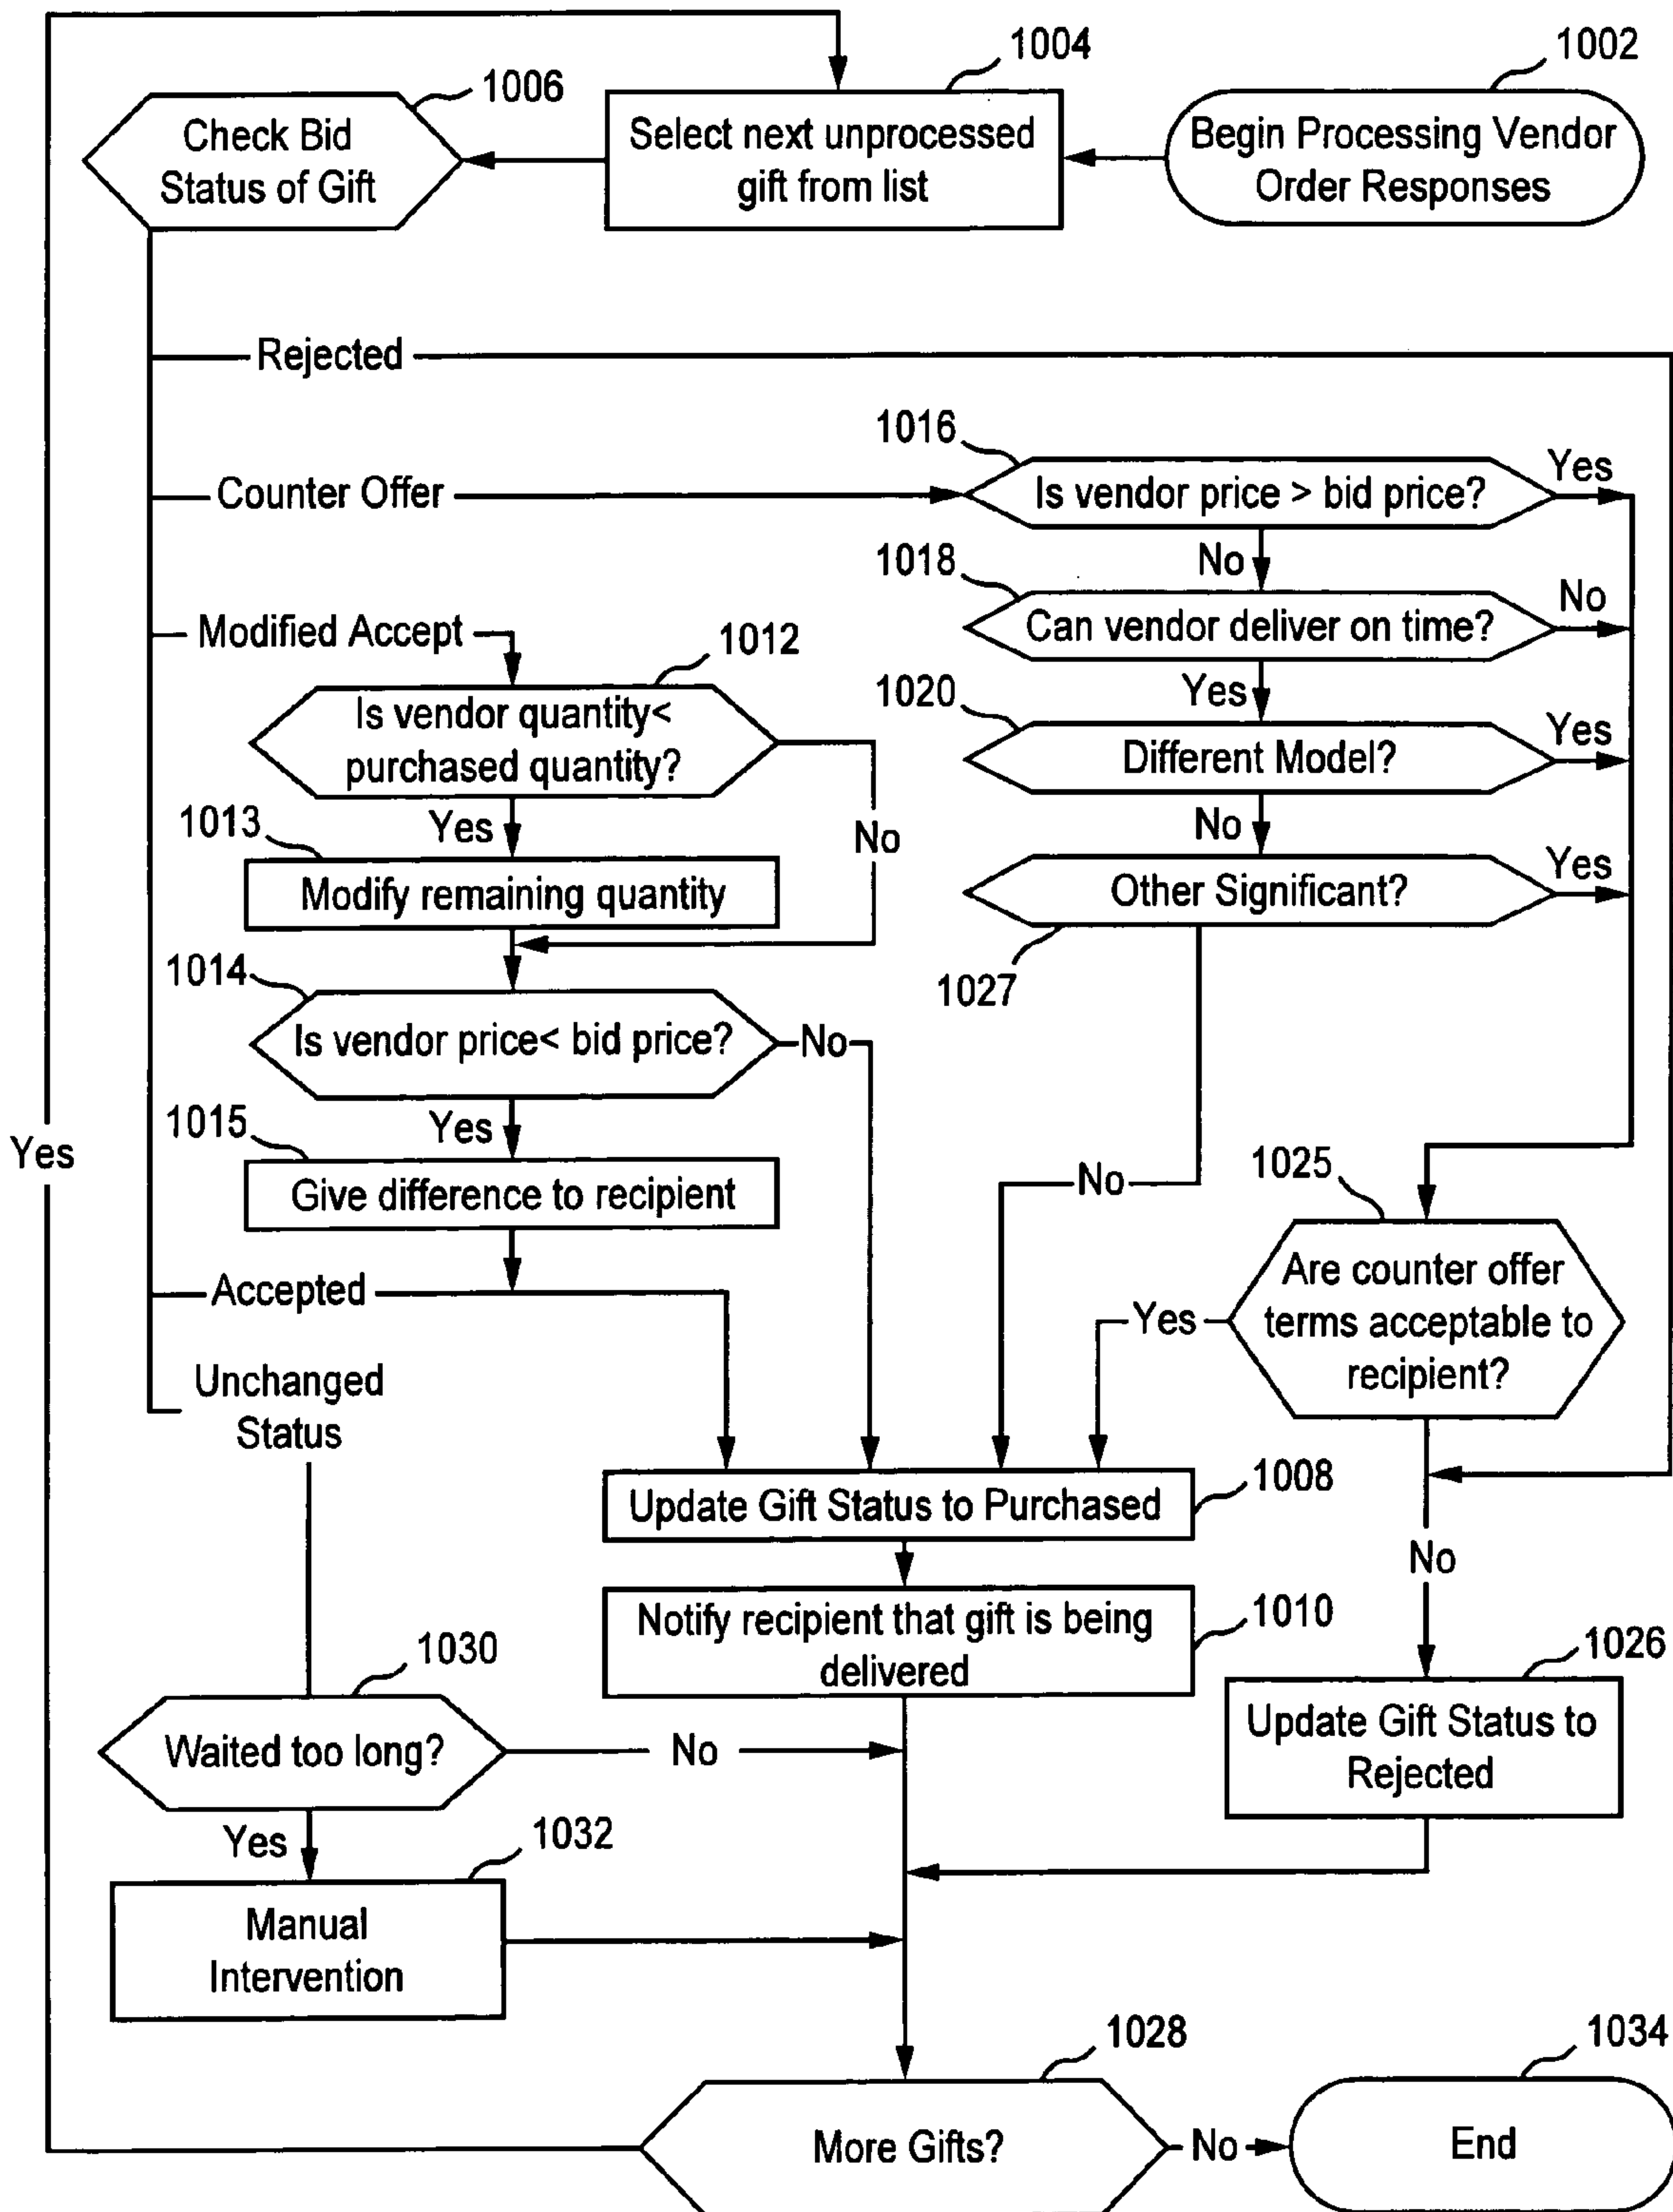 1004
1002
1006
Check Bid
Status of Gift
Select next unprocessed
gift from list
Begin Processing Vendor
Order Responses
Rejected
1016
Counter Offer
Is vendor price > bid price?
Yes
No
1018
Can vendor deliver on time?
No
Yes
1020
Different Model?
Yes
No
Other Significant?
Yes
1027
No
Modified Accept
1012
Is vendor quantity<
purchased quantity?
Yes
No
1013
Modify remaining quantity
1014
Is vendor price< bid price?
No
Yes
1015
Give difference to recipient
Accepted
Unchanged
Status
1025
Are counter offer
terms acceptable to
recipient?
Yes
No
1008
Update Gift Status to Purchased
1010
Notify recipient that gift is being
delivered
1026
Update Gift Status to
Rejected
1030
Waited too long?
No
Yes
1032
Manual
Intervention
Yes
1028
More Gifts?
No
1034
End